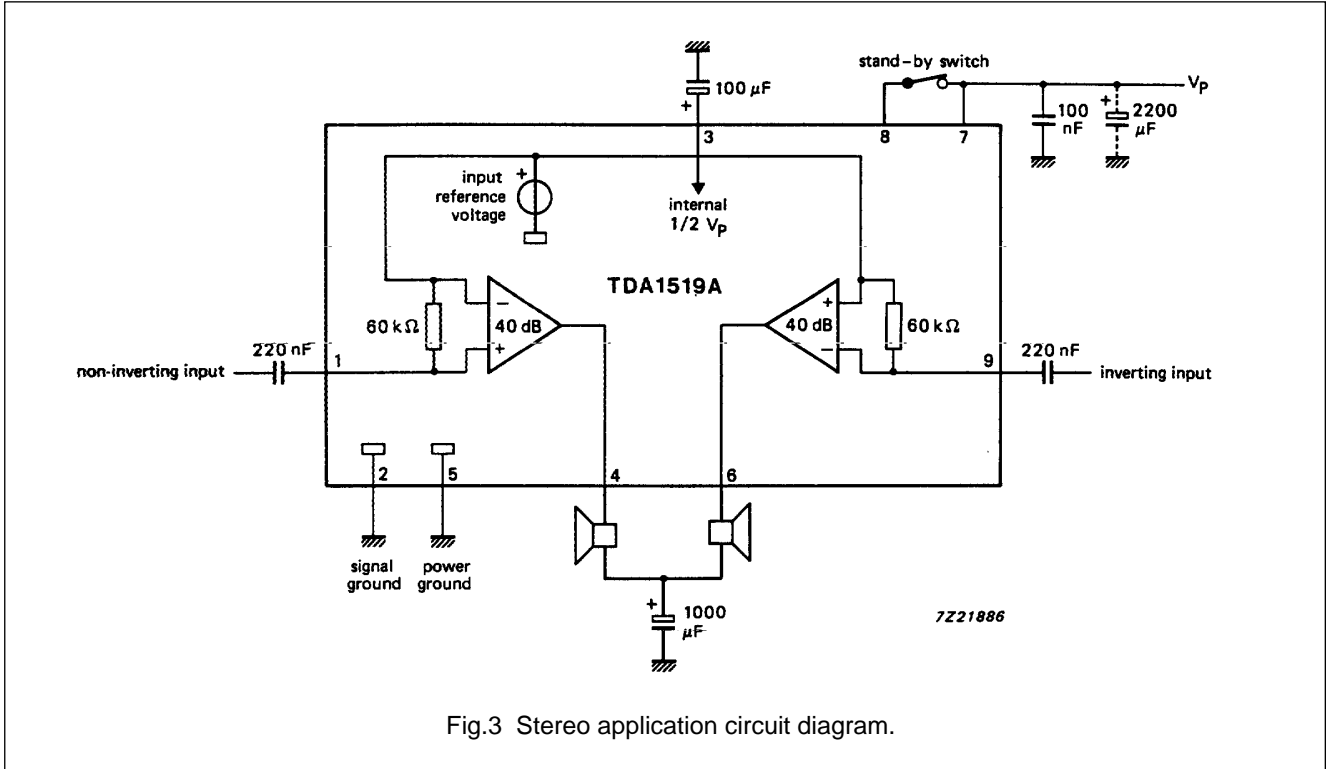 stand-by switch
100 µF
+
VP
8
7
100
nF
+
2200
µF
3
input
reference
voltage
+
internal
1/2 VP
TDA1519A
60 kΩ
−
40 dB
+
+
40 dB
−
60 kΩ
non-inverting input
220 nF
1
9
220 nF
inverting input
2
5
4
6
signal
ground
power
ground
+
1000
µF
7Z21886
Fig.3 Stereo application circuit diagram.